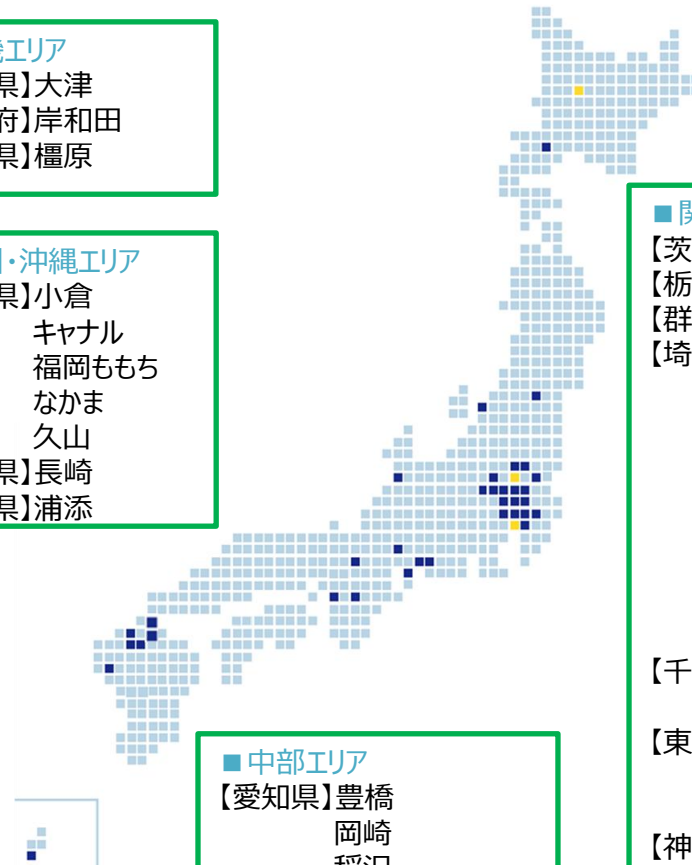 エリア
県】大津
府】岸和田
県】橿原
・沖縄エリア
県】小倉
キャナル
福岡ももち
なかま
久山
県】長崎
県】浦添
■関
【茨
【栃
【群
【埼
【千
【東
【神
■中部エリア
【愛知県】豊橋
岡崎
稲沢